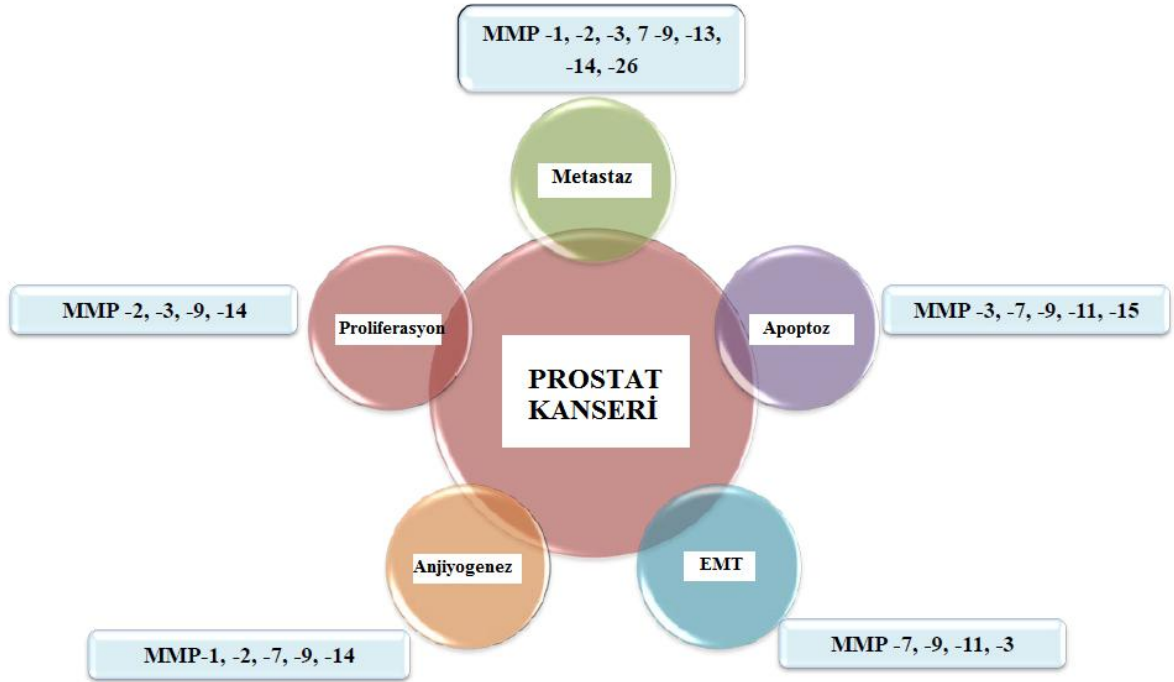 MMP -1, -2, -3, 7 -9, -13,
-14, -26
Metastaz
MMP -2, -3, -9, -14
Proliferasyon
Apoptoz
MMP -3, -7, -9, -11, -15
PROSTAT
KANSERİ
Anjiyogenez
EMT
MMP-1, -2, -7, -9, -14
MMP -7, -9, -11, -3